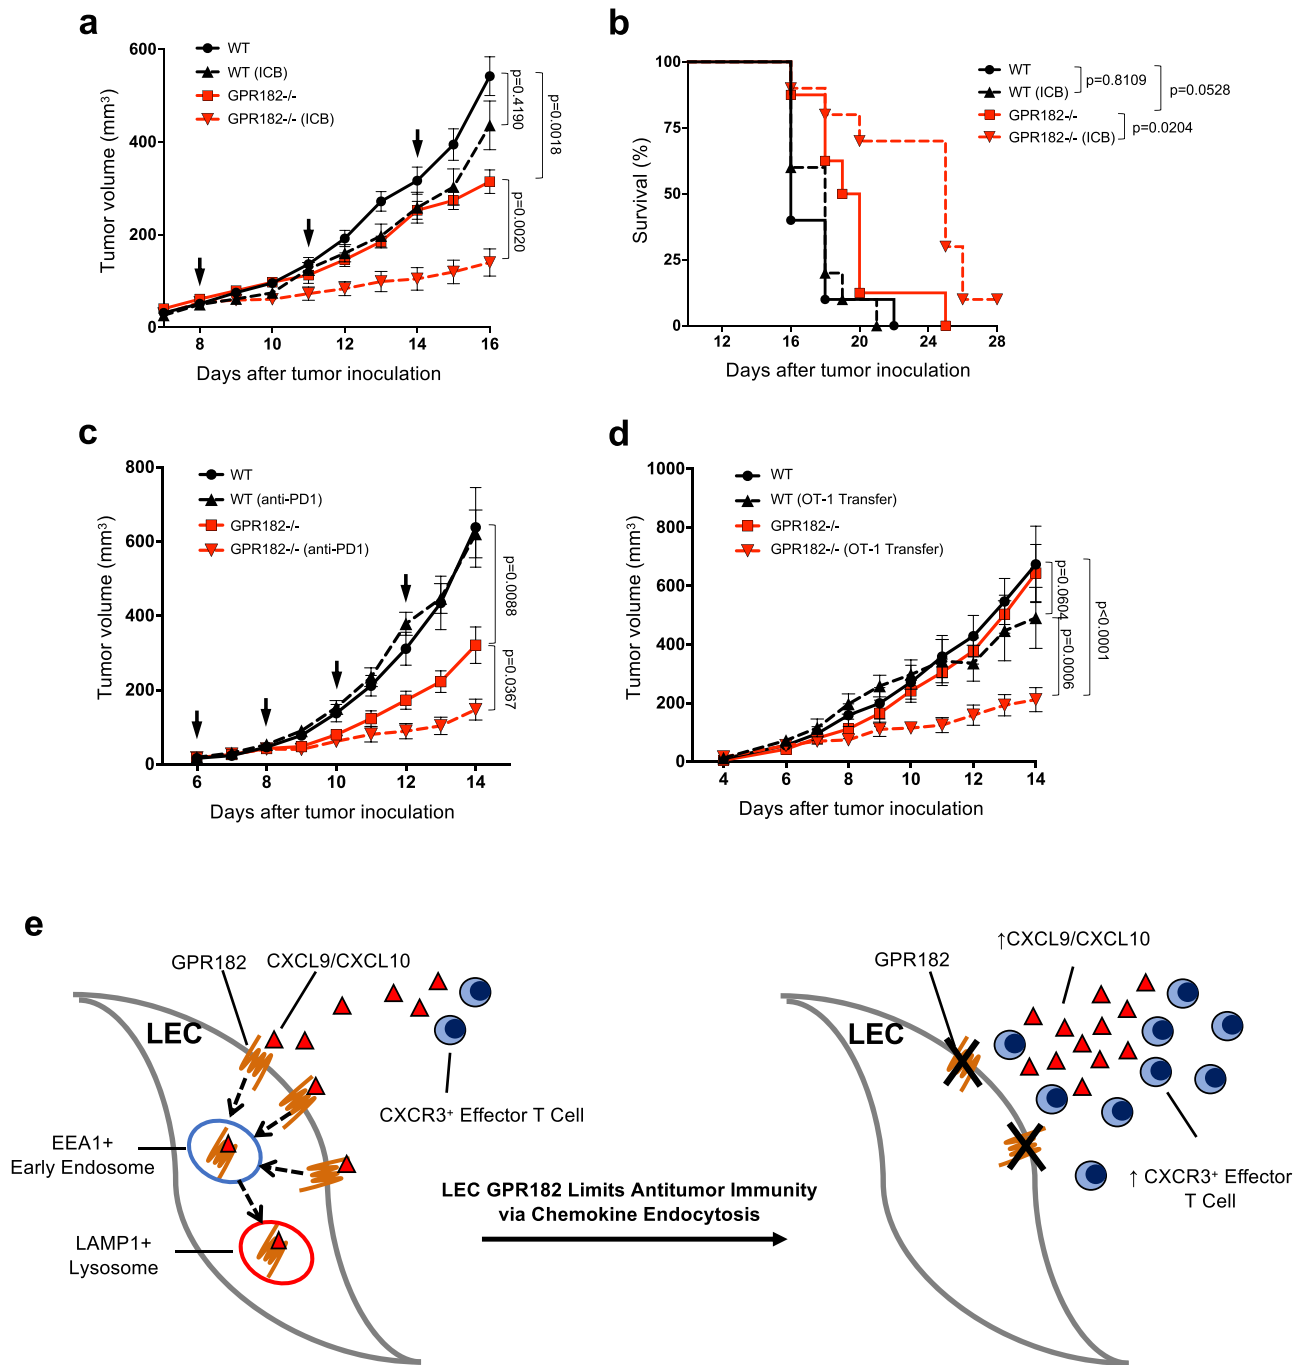 a
WT
WT (ICB)
GPR182-/-
GPR182-/- (ICB)
600
400
200
0
8
10
12
14
16
Tumor volume (mm³)
Days after tumor inoculation
p=0.4190
p=0.0018
p=0.0020
b
WT
WT (ICB)
GPR182-/-
GPR182-/- (ICB)
p=0.8109
p=0.0528
p=0.0204
100
75
50
25
0
12
16
20
24
28
Survival (%)
Days after tumor inoculation
c
WT
WT (anti-PD1)
GPR182-/-
GPR182-/- (anti-PD1)
800
600
400
200
0
6
8
10
12
14
Tumor volume (mm³)
Days after tumor inoculation
p=0.0088
p=0.0367
d
WT
WT (OT-1 Transfer)
GPR182-/-
GPR182-/- (OT-1 Transfer)
1000
800
600
400
200
0
4
6
8
10
12
14
Tumor volume (mm³)
Days after tumor inoculation
p=0.0604
p=0.0006
p<0.0001
e
GPR182
CXCL9/CXCL10
LEC
CXCR3⁺ Effector T Cell
EEA1+
Early Endosome
LAMP1+
Lysosome
LEC GPR182 Limits Antitumor Immunity
via Chemokine Endocytosis
GPR182
↑CXCL9/CXCL10
LEC
↑ CXCR3⁺ Effector
T Cell